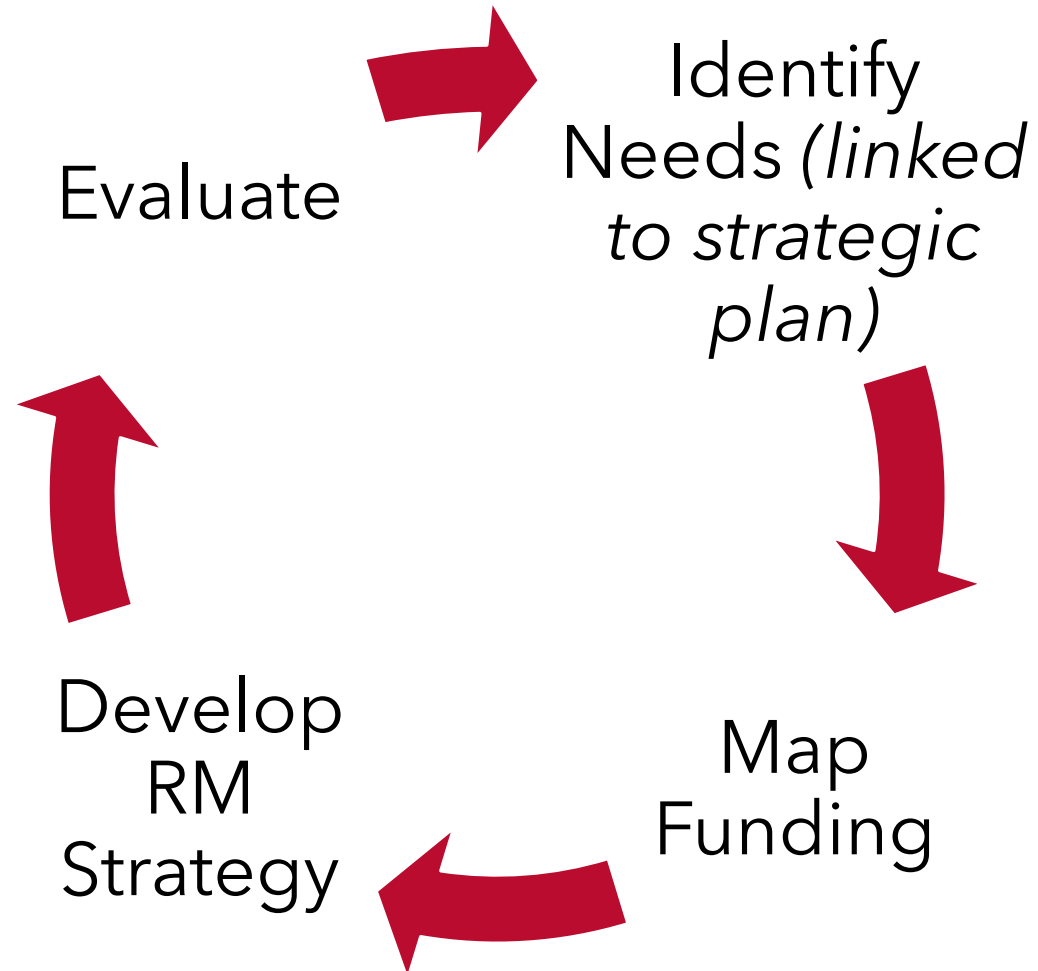 Identify
Needs (linked
to strategic
plan)
Map
Funding
Develop
RM
Strategy
Evaluate